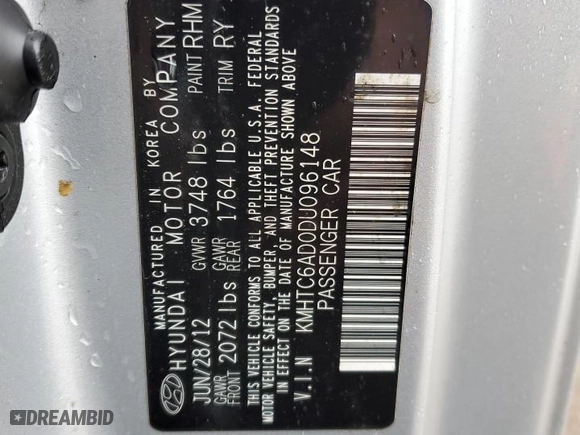 MANUFACTURED IN KOREA BY
HYUNDAI MOTOR COMPANY
JUN/28/12 GVWR 3748 lbs PAINT RHM
GAWR FRONT 2072 lbs GAWR REAR 1764 lbs TRIM RY
THIS VEHICLE CONFORMS TO ALL APPLICABLE U.S.A. FEDERAL
MOTOR VEHICLE SAFETY, BUMPER, AND THEFT PREVENTION STANDARDS
IN EFFECT ON THE DATE OF MANUFACTURE SHOWN ABOVE
V.I.N KMHTC6AD0DU096148
PASSENGER CAR
DREAMBID